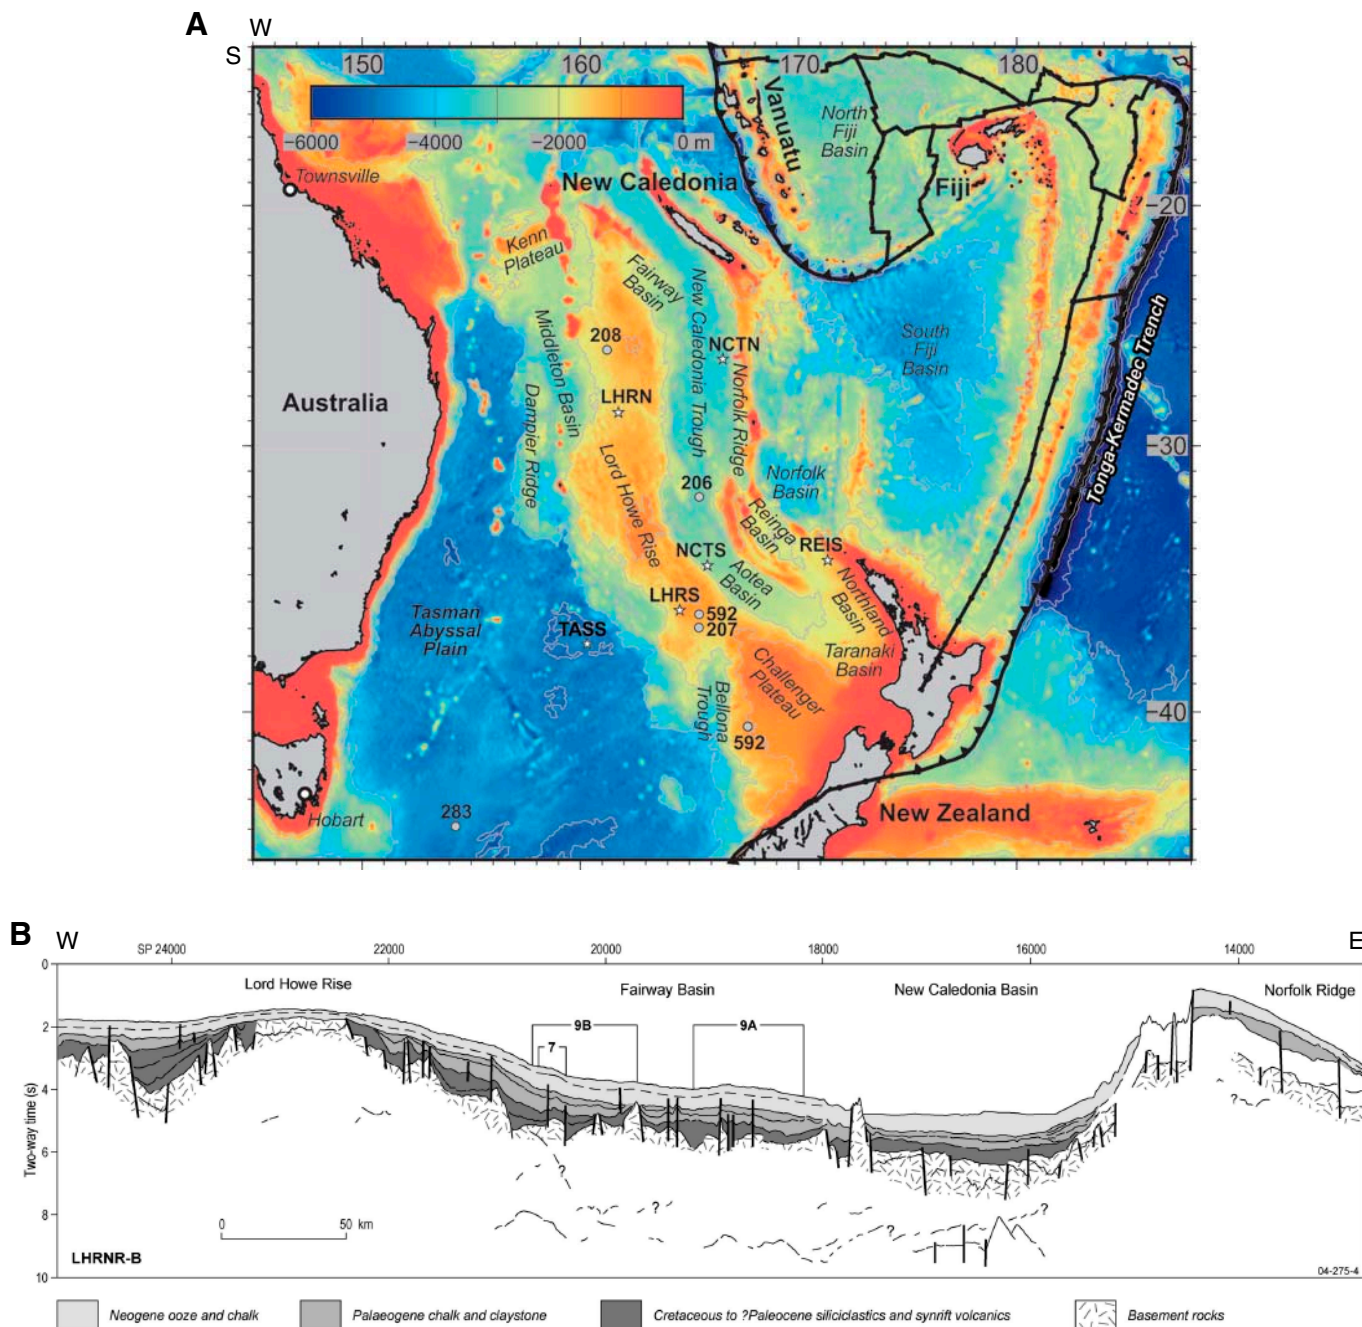 A
W
S
150
160
170
180
−6000
−4000
−2000
0 m
Vanuatu
North
Fiji
Basin
Townsville
New Caledonia
Fiji
−20
Kenn
Plateau
Fairway
Basin
New Caledonia Trough
South
Fiji
Basin
Tonga-Kermadec Trench
208
NCTN
Middleton Basin
Norfolk Ridge
Dampier Ridge
LHRN
Australia
−30
Lord Howe Rise
206
Norfolk
Basin
Reinga
Basin
REIS
NCTS
Aotea
Basin
Northland
Basin
LHRS
592
207
Tasman
Abyssal
Plain
TASS
Taranaki
Basin
Challenger
Plateau
Bellona
Trough
−40
592
283
Hobart
New Zealand
B
W
E
SP 24000
22000
20000
18000
16000
14000
0
2
4
6
8
10
Two-way time (s)
Lord Howe Rise
Fairway Basin
New Caledonia Basin
Norfolk Ridge
9B
9A
7
?
?
?
?
?
?
0
50 km
LHRNR-B
04-275-4
Neogene ooze and chalk
Palaeogene chalk and claystone
Cretaceous to ?Paleocene siliciclastics and synrift volcanics
Basement rocks